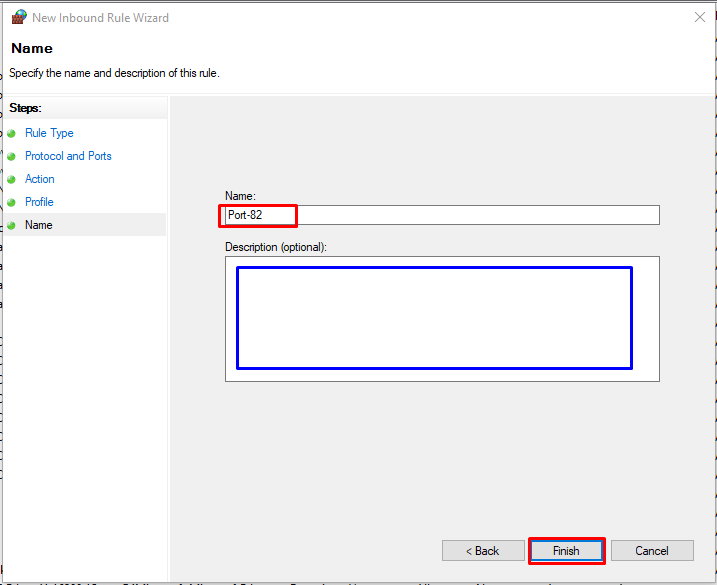 New Inbound Rule Wizard
Name
Specify the name and description of this rule.
Steps:
Rule Type
Protocol and Ports
Action
Profile
Name
Name:
Port-82
Description (optional):
< Back
Finish
Cancel